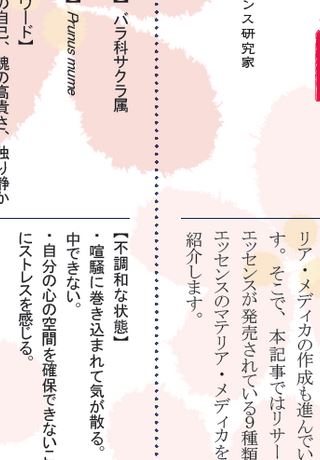 ンス研究家
リア・メディカの作成も進んでい
す。そこで、本記事ではリサー
エッセンスが発売されている9種類
エッセンスのマテリア・メディカを
紹介します。
】バラ科サクラ属
】Prunus mume
ワード】
の自己、魂の高貴さ、独り静か
【不調和な状態】
・喧騒に巻き込まれて気が散る。
中できない。
・自分の心の空間を確保できないこ
にストレスを感じる。